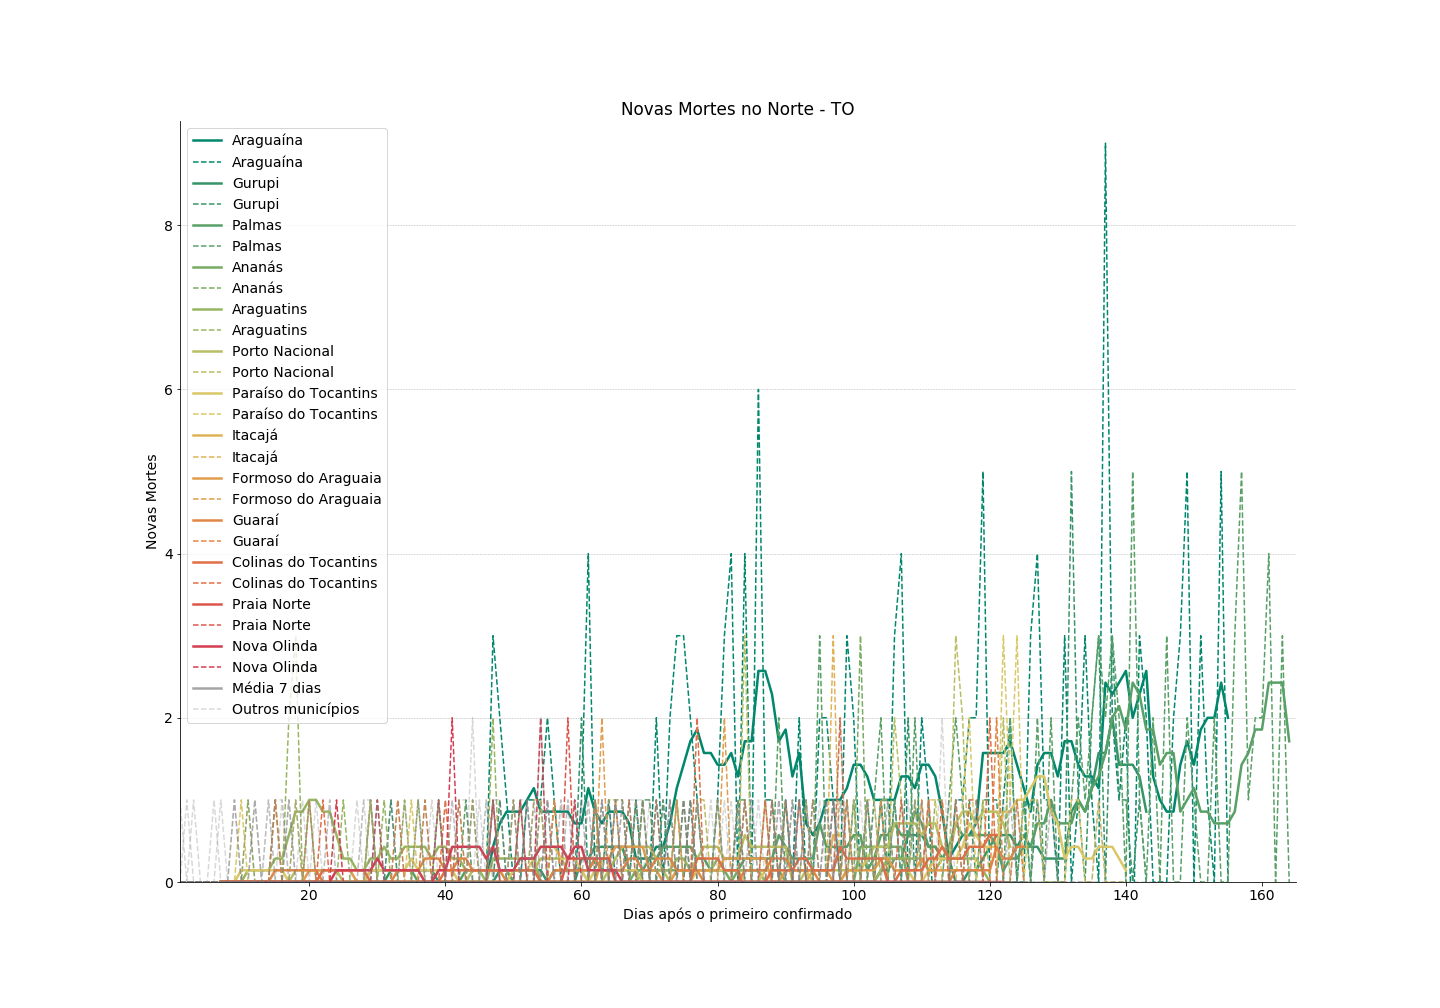 Novas Mortes no Norte - TO
Araguaína
Araguaína
Gurupi
Gurupi
Palmas
Palmas
Ananás
Ananás
Araguatins
Araguatins
Porto Nacional
Porto Nacional
Paraíso do Tocantins
Paraíso do Tocantins
Itacajá
Itacajá
Formoso do Araguaia
Formoso do Araguaia
Guaraí
Guaraí
Colinas do Tocantins
Colinas do Tocantins
Praia Norte
Praia Norte
Nova Olinda
Nova Olinda
Média 7 dias
Outros municípios
8
6
4
2
0
Novas Mortes
20 40 60 80 100 120 140 160
Dias após o primeiro confirmado